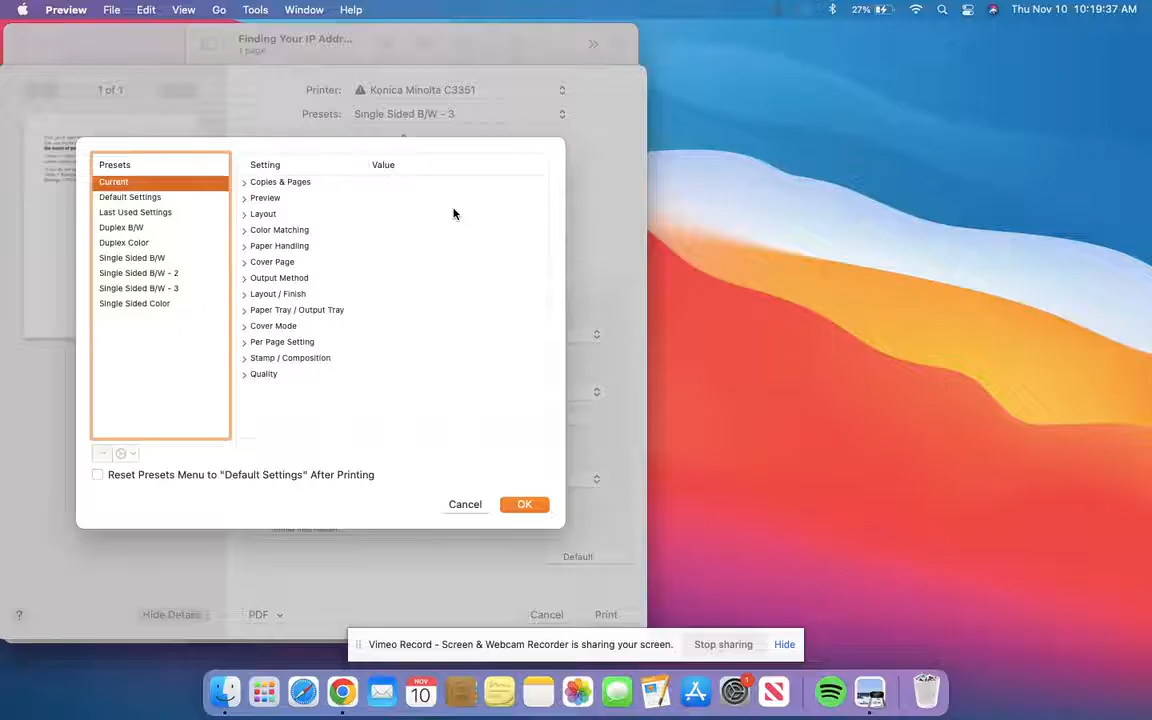 Preview File Edit View Go Tools Window Help 27% Thu Nov 10 10:19:37 AM
Finding Your IP Addr...
1 page
1 of 1
Printer: Konica Minolta C3351
Presets: Single Sided B/W - 3
Presets
Current
Default Settings
Last Used Settings
Duplex B/W
Duplex Color
Single Sided B/W
Single Sided B/W - 2
Single Sided B/W - 3
Single Sided Color
Setting Value
Copies & Pages
Preview
Layout
Color Matching
Paper Handling
Cover Page
Output Method
Layout / Finish
Paper Tray / Output Tray
Cover Mode
Per Page Setting
Stamp / Composition
Quality
Reset Presets Menu to "Default Settings" After Printing
Cancel OK
Default
? Hide Details PDF Cancel Print
Vimeo Record - Screen & Webcam Recorder is sharing your screen. Stop sharing Hide
NOV
10
1